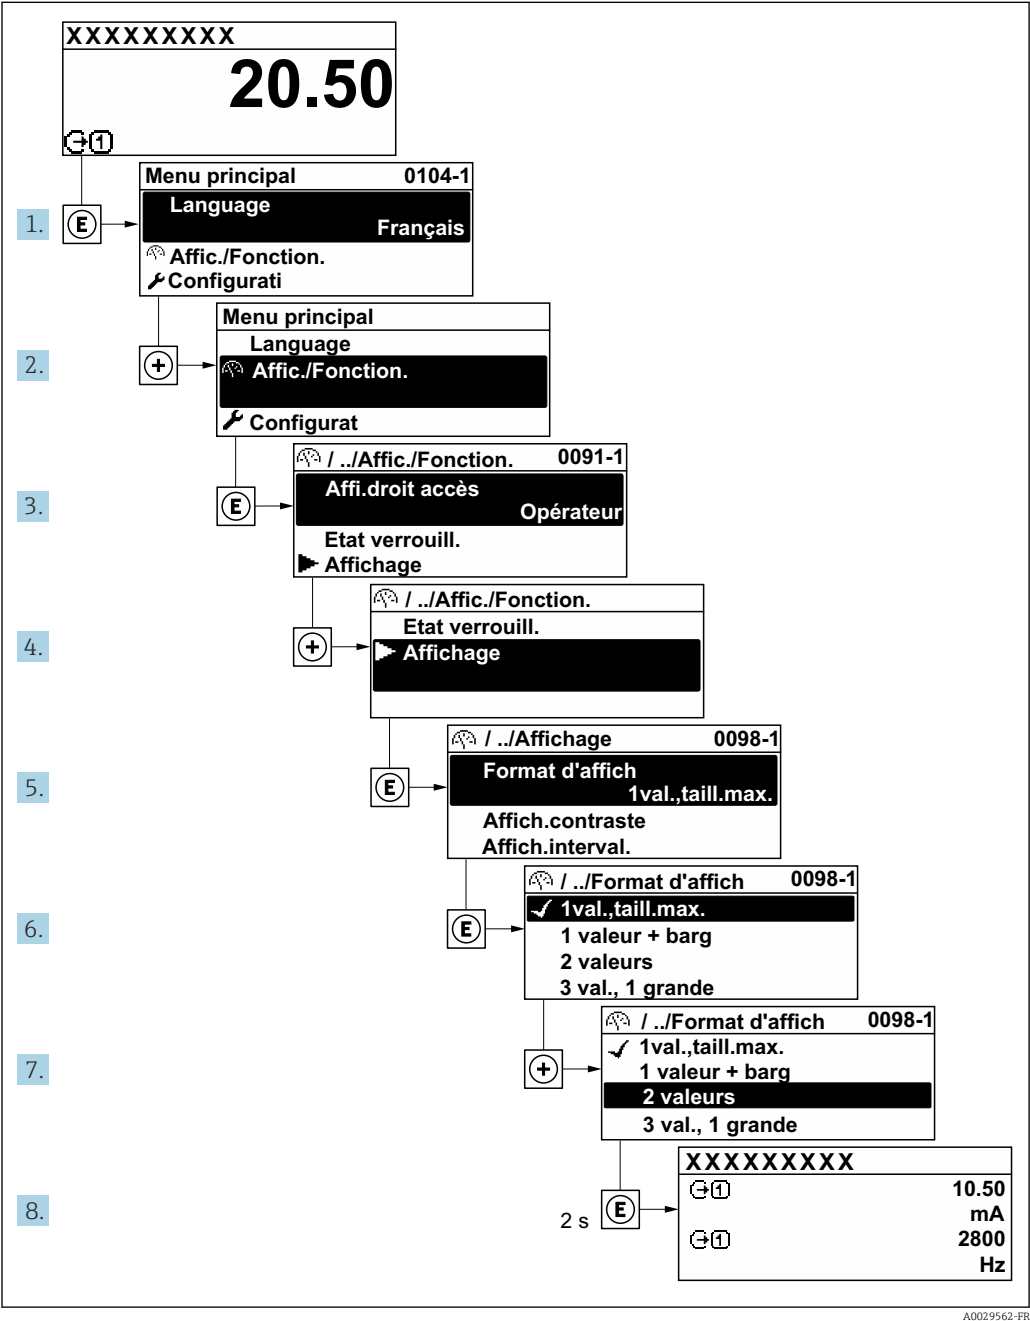 XXXXXXXXX
20.50
1
Menu principal 0104-1
Language
Français
Affic./Fonction.
Configurati
1. E
Menu principal
Language
Affic./Fonction.
Configurat
2. +
/ ../Affic./Fonction. 0091-1
Affi.droit accès
Opérateur
Etat verrouill.
Affichage
3. E
/ ../Affic./Fonction.
Etat verrouill.
Affichage
4. +
/ ../Affichage 0098-1
Format d'affich
1val.,taill.max.
Affich.contraste
Affich.interval.
5. E
/ ../Format d'affich 0098-1
1val.,taill.max.
1 valeur + barg
2 valeurs
3 val., 1 grande
6. E
/ ../Format d'affich 0098-1
1val.,taill.max.
1 valeur + barg
2 valeurs
3 val., 1 grande
7. +
XXXXXXXXX
1 10.50
mA
1 2800
Hz
8. 2 s E
A0029562-FR